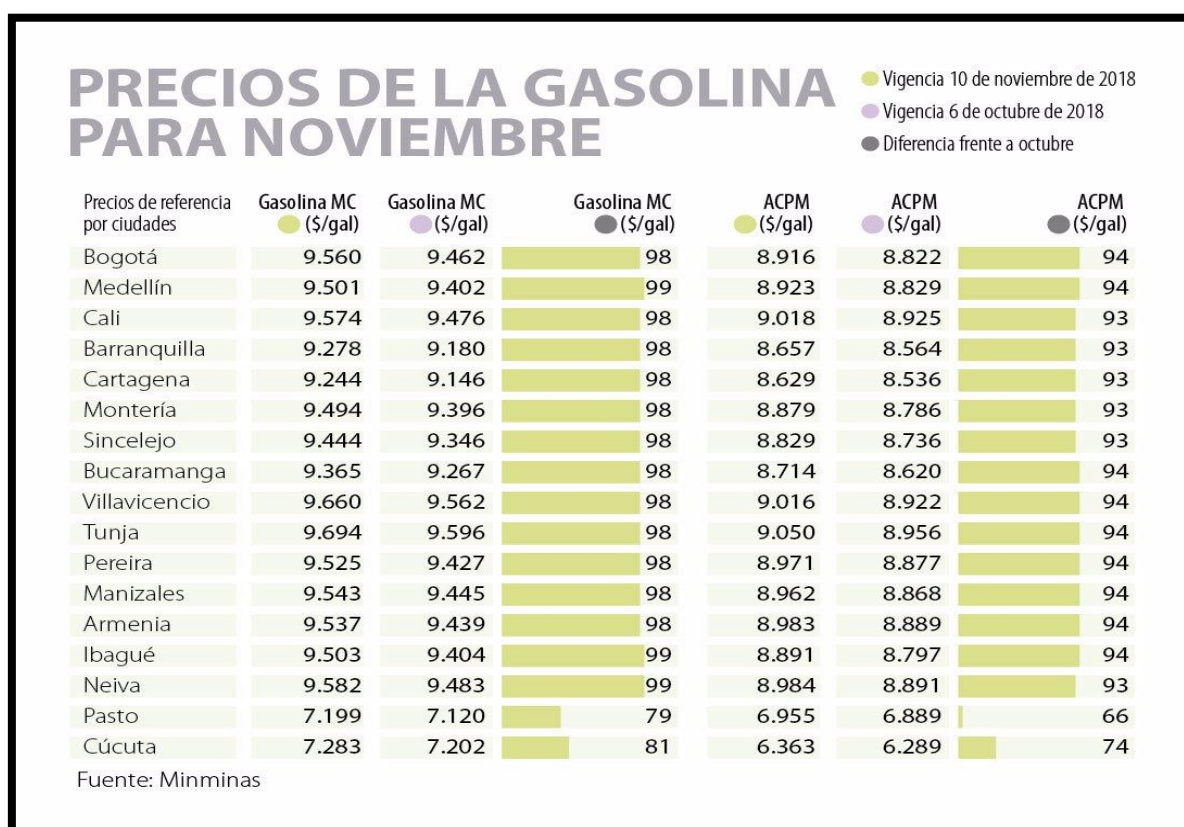 PRECIOS DE LA GASOLINA
PARA NOVIEMBRE
Vigencia 10 de noviembre de 2018
Vigencia 6 de octubre de 2018
Diferencia frente a octubre
Precios de referencia Gasolina MC Gasolina MC Gasolina MC ACPM ACPM ACPM
por ciudades ($/gal) ($/gal) ($/gal) ($/gal) ($/gal) ($/gal)
Bogotá 9.560 9.462 98 8.916 8.822 94
Medellín 9.501 9.402 99 8.923 8.829 94
Cali 9.574 9.476 98 9.018 8.925 93
Barranquilla 9.278 9.180 98 8.657 8.564 93
Cartagena 9.244 9.146 98 8.629 8.536 93
Montería 9.494 9.396 98 8.879 8.786 93
Sincelejo 9.444 9.346 98 8.829 8.736 93
Bucaramanga 9.365 9.267 98 8.714 8.620 94
Villavicencio 9.660 9.562 98 9.016 8.922 94
Tunja 9.694 9.596 98 9.050 8.956 94
Pereira 9.525 9.427 98 8.971 8.877 94
Manizales 9.543 9.445 98 8.962 8.868 94
Armenia 9.537 9.439 98 8.983 8.889 94
Ibagué 9.503 9.404 99 8.891 8.797 94
Neiva 9.582 9.483 99 8.984 8.891 93
Pasto 7.199 7.120 79 6.955 6.889 66
Cúcuta 7.283 7.202 81 6.363 6.289 74
Fuente: Minminas